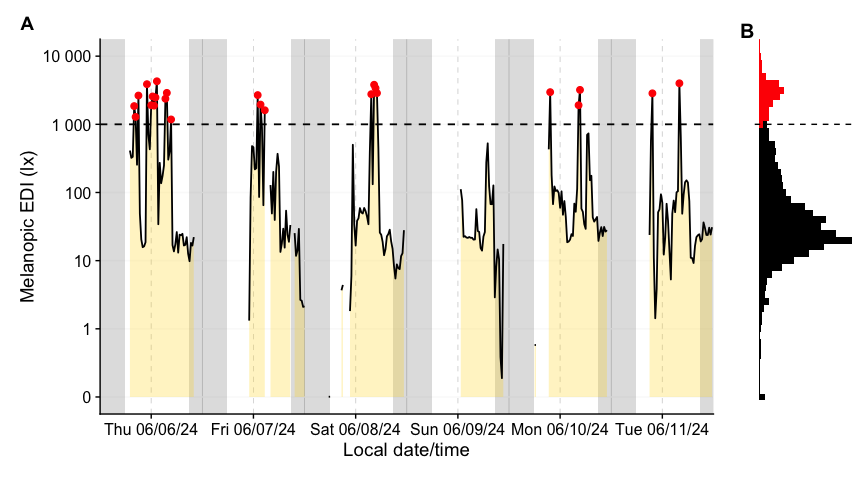 A
B
Melanopic EDI (lx)
10 000
1 000
100
10
1
0
Thu 06/06/24 Fri 06/07/24 Sat 06/08/24 Sun 06/09/24 Mon 06/10/24 Tue 06/11/24
Local date/time